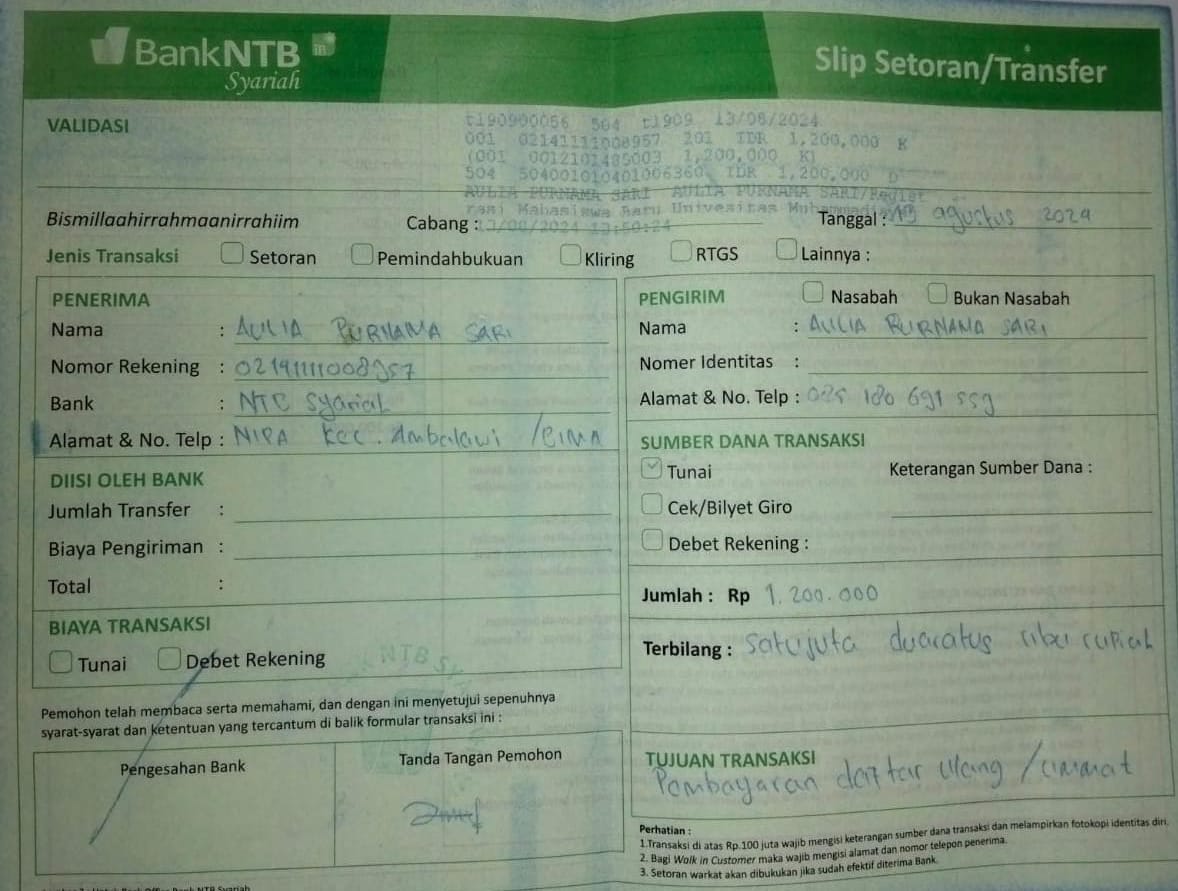 BankNTB
Syariah
Slip Setoran/Transfer
VALIDASI
t190900056 504 t1909 13/08/2024
001 02141111008957 201 IDR 1,200,000 K
(001 0012101485003 1,200,000 K)
504 504001010401006360 IDR 1,200,000 D
AULIA PURNAMA SARI AULIA PURNAMA SARI/Regist
rasi Mahasiswa Baru Univesitas
13/08/2024 13:50:24
Bismillaahirrahmaanirrahiim
Cabang :
Tanggal : 13 agustus 2024
Jenis Transaksi Setoran Pemindahbukuan Kliring RTGS Lainnya :
PENERIMA
Nama : AULIA PURNAMA SARI
Nomor Rekening : 02141111008957
Bank : NTB Syariah
Alamat & No. Telp : NIPA kec. Ambalawi /BIMA
DIISI OLEH BANK
Jumlah Transfer :
Biaya Pengiriman :
Total :
BIAYA TRANSAKSI
Tunai Debet Rekening
Pemohon telah membaca serta memahami, dan dengan ini menyetujui sepenuhnya
syarat-syarat dan ketentuan yang tercantum di balik formular transaksi ini :
Pengesahan Bank
Tanda Tangan Pemohon
PENGIRIM Nasabah Bukan Nasabah
Nama : AULIA PURNAMA SARI
Nomer Identitas :
Alamat & No. Telp : 085 180 691 559
SUMBER DANA TRANSAKSI
Tunai Keterangan Sumber Dana :
Cek/Bilyet Giro
Debet Rekening :
Jumlah : Rp 1.200.000
Terbilang : satu juta duaratus ribu rupiah
TUJUAN TRANSAKSI
Pembayaran daftar ulang /ummat
Perhatian :
1.Transaksi di atas Rp.100 juta wajib mengisi keterangan sumber dana transaksi dan melampirkan fotokopi identitas diri.
2. Bagi Walk in Customer maka wajib mengisi alamat dan nomor telepon penerima.
3. Setoran warkat akan dibukukan jika sudah efektif diterima Bank.